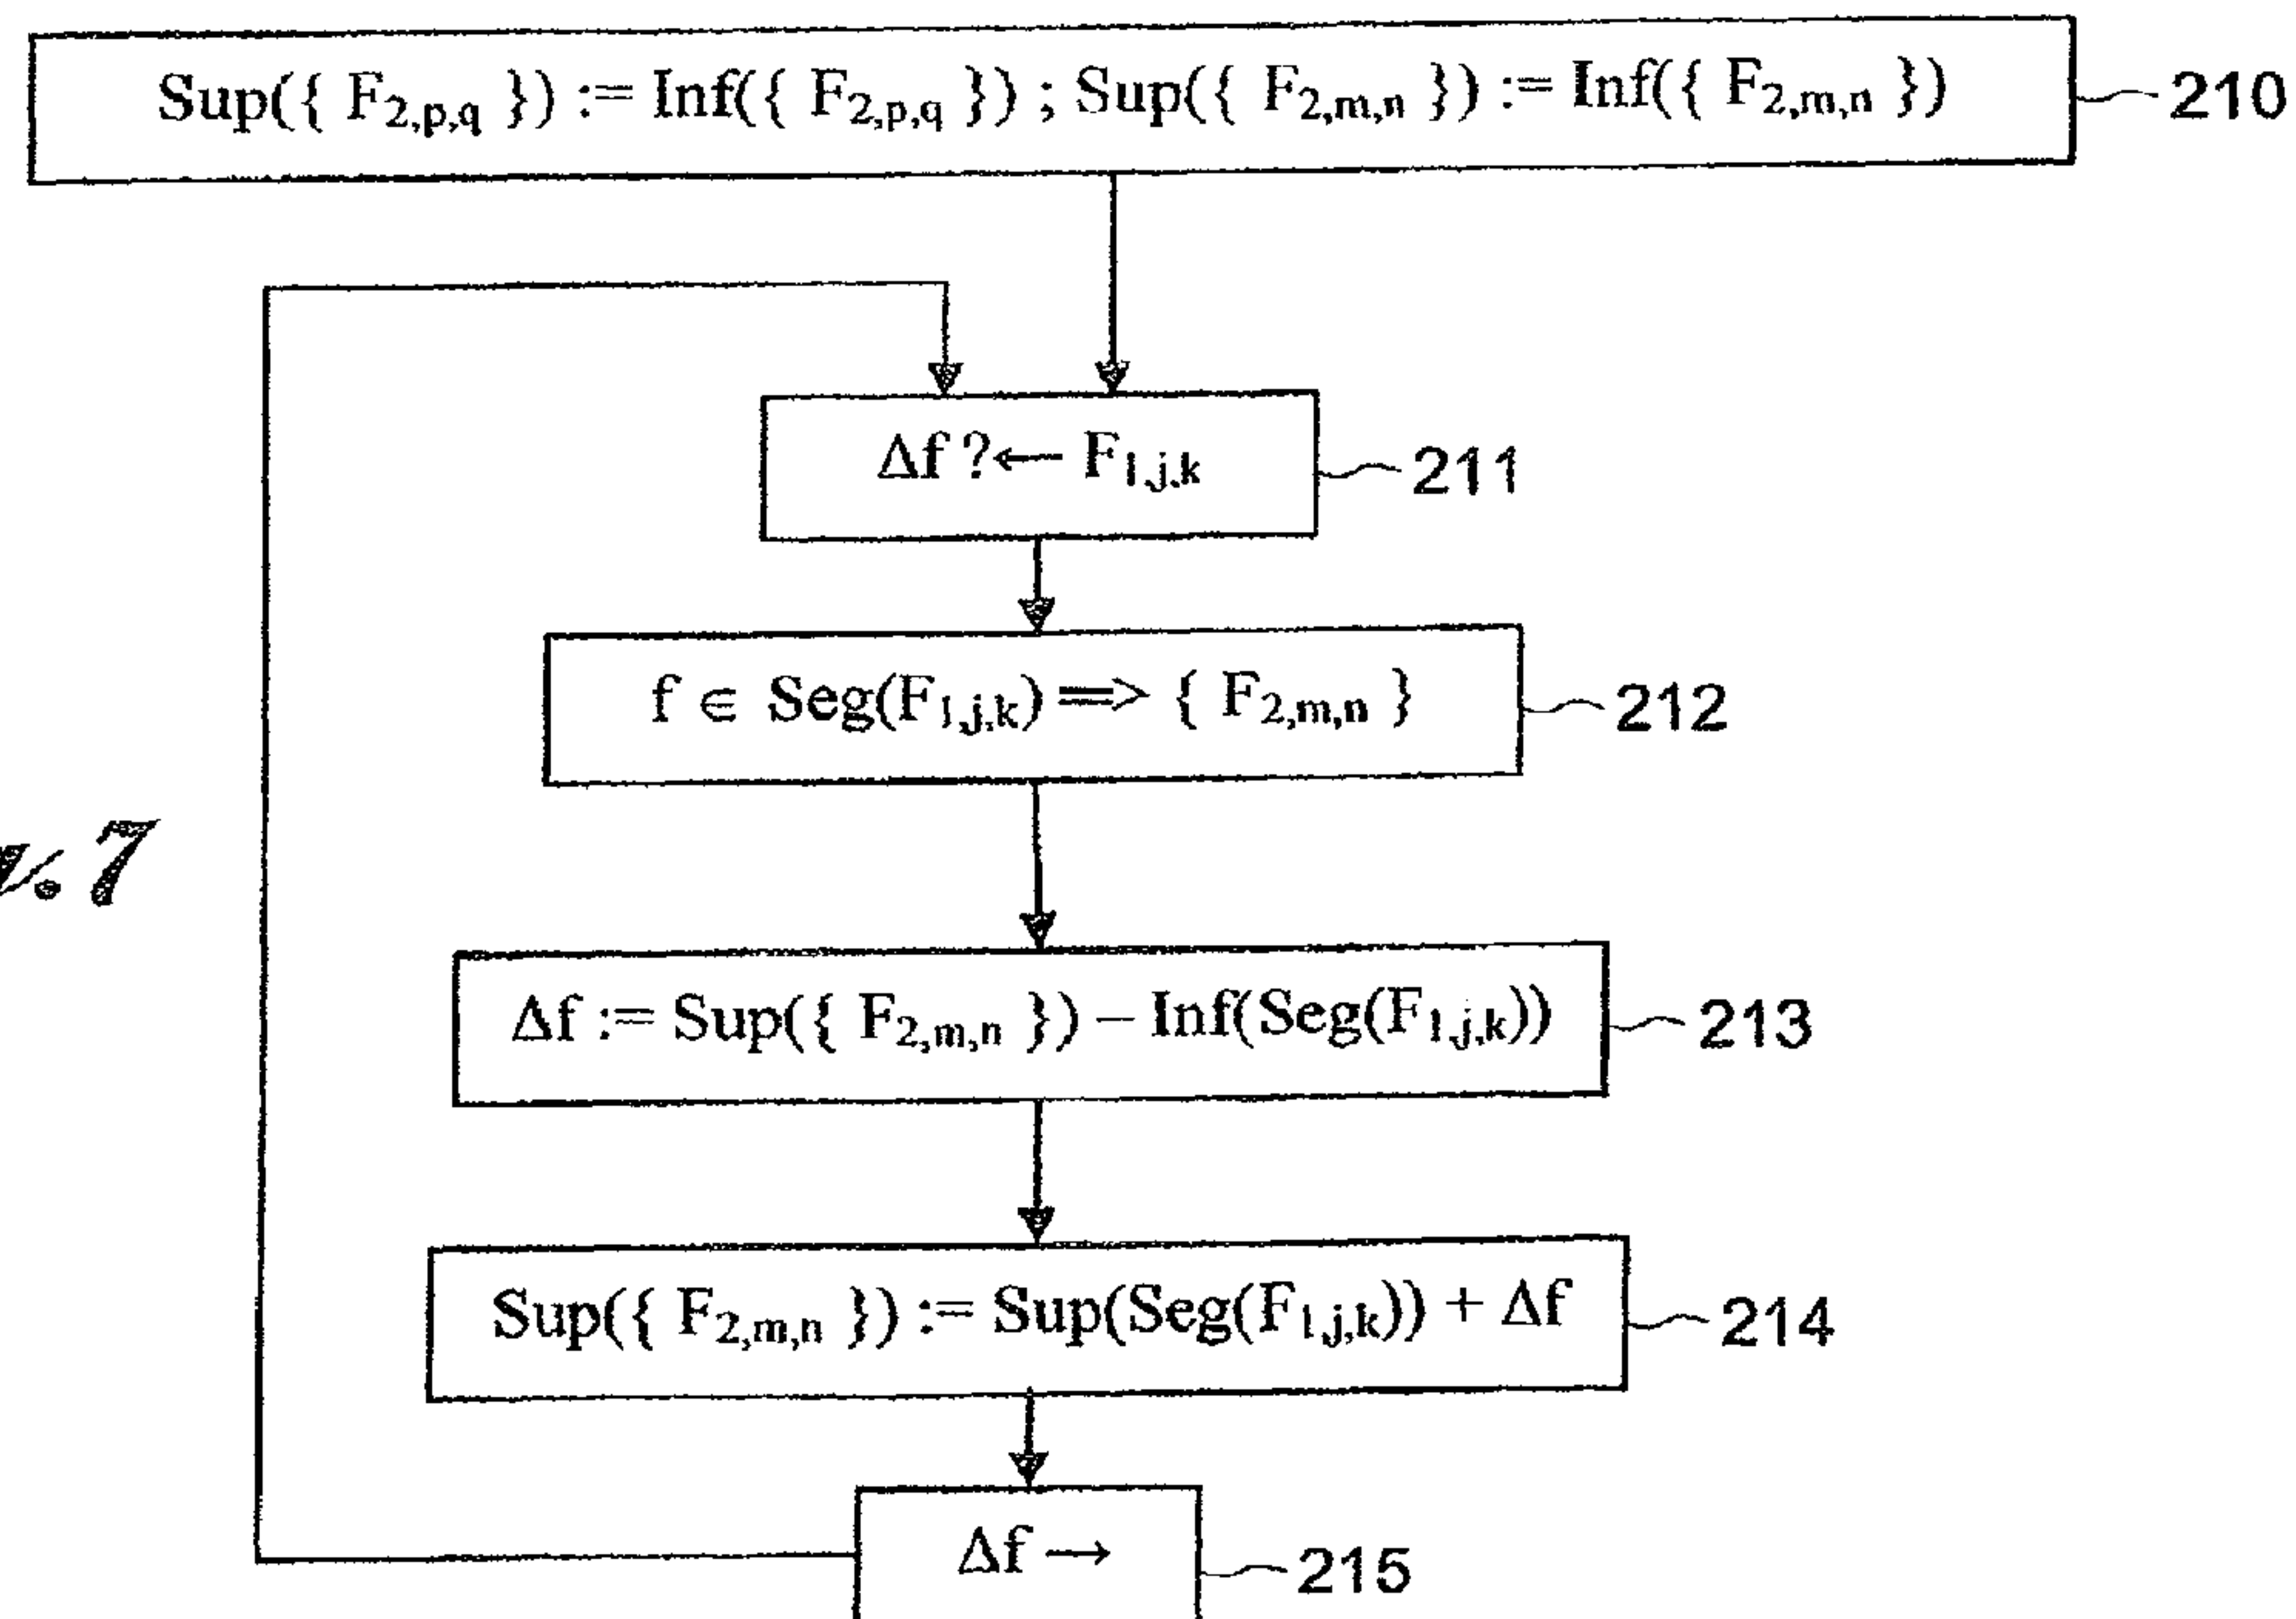 Sup({ F₂,p,q }) := Inf({ F₂,p,q }) ; Sup({ F₂,m,n }) := Inf({ F₂,m,n })
210
Δf ?← F₁,j,k
211
f ∈ Seg(F₁,j,k) => { F₂,m,n }
212
7
Δf := Sup({ F₂,m,n }) – Inf(Seg(F₁,j,k))
213
Sup({ F₂,m,n }) := Sup(Seg(F₁,j,k)) + Δf
214
Δf →
215